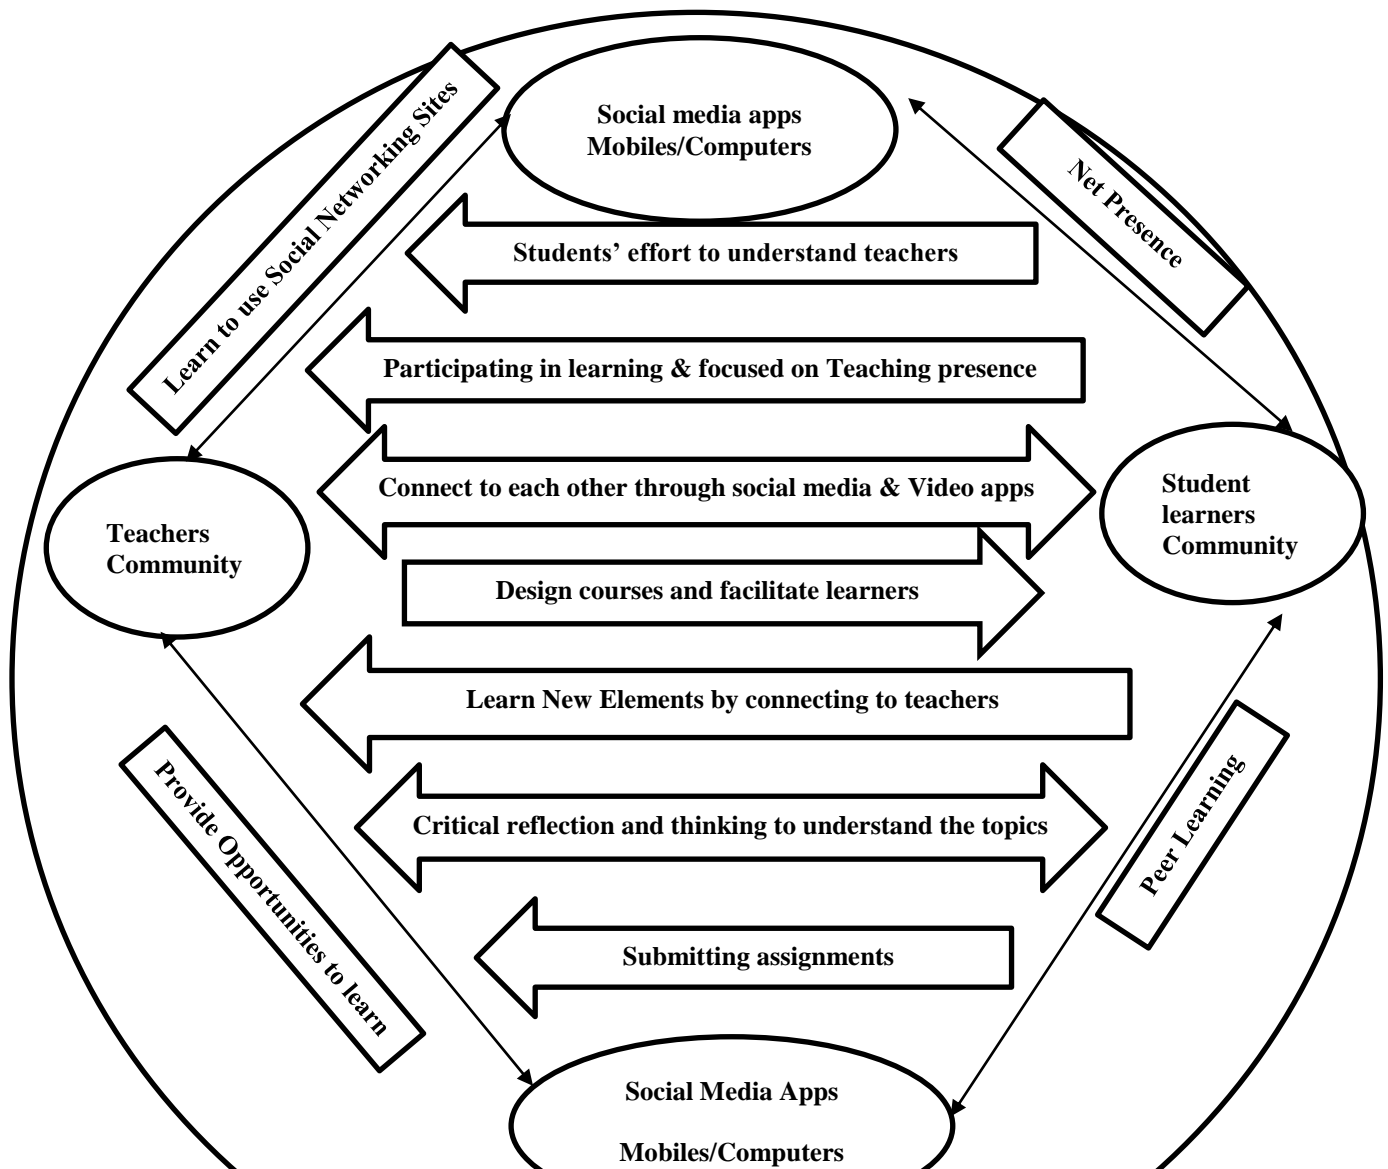 Social media apps
Mobiles/Computers
Learn to use Social Networking Sites
Net Presence
Students’ effort to understand teachers
Participating in learning & focused on Teaching presence
Connect to each other through social media & Video apps
Teachers
Community
Student
learners
Community
Design courses and facilitate learners
Learn New Elements by connecting to teachers
Provide Opportunities to learn
Critical reflection and thinking to understand the topics
Peer Learning
Submitting assignments
Social Media Apps
Mobiles/Computers